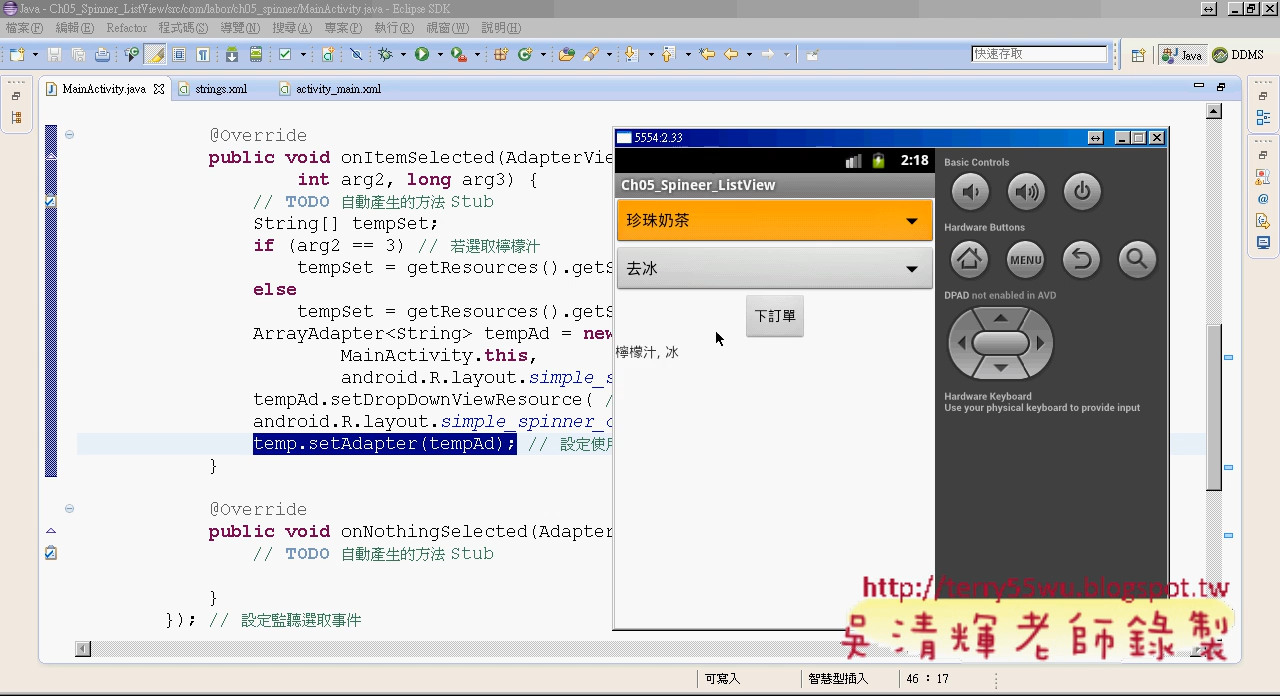 Java - Ch05_Spinner_ListView/src/com/labor/ch05_spinner/MainActivity.java - Eclipse SDK
檔案(F) 編輯(E) Refactor 程式碼(S) 導覽(N) 搜尋(A) 專案(P) 執行(R) 視窗(W) 說明(H)
快速存取 Java DDMS
MainActivity.java strings.xml activity_main.xml
@Override
public void onItemSelected(AdapterVie
int arg2, long arg3) {
// TODO 自動產生的方法 Stub
String[] tempSet;
if (arg2 == 3) // 若選取檸檬汁
tempSet = getResources().getS
else
tempSet = getResources().getS
ArrayAdapter<String> tempAd = new
MainActivity.this,
android.R.layout.simple_s
tempAd.setDropDownViewResource( /
android.R.layout.simple_spinner_d
temp.setAdapter(tempAd); // 設定使用
}
@Override
public void onNothingSelected(Adapter
// TODO 自動產生的方法 Stub
}
}); // 設定監聽選取事件
5554:2.33
2:18
Ch05_Spineer_ListView
珍珠奶茶
去冰
下訂單
檸檬汁, 冰
Basic Controls
Hardware Buttons
MENU
DPAD not enabled in AVD
Hardware Keyboard
Use your physical keyboard to provide input
http://terry55wu.blogspot.tw
吳清輝老師錄製
可寫入 智慧型插入 46 : 17